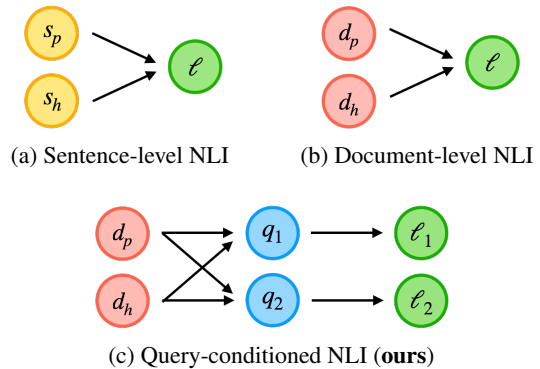 s_p
s_h
ℓ
(a) Sentence-level NLI
d_p
d_h
ℓ
(b) Document-level NLI
d_p q_1 ℓ_1
d_h q_2 ℓ_2
(c) Query-conditioned NLI (ours)